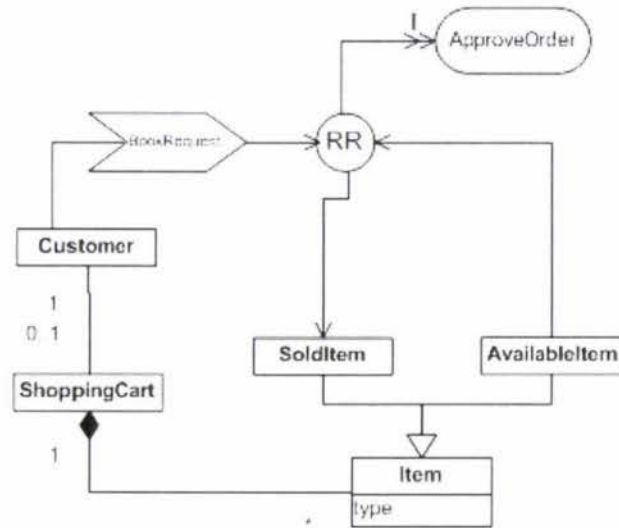 I
ApproveOrder
BookRequest
RR
Customer
1
0 1
SoldItem
AvailableItem
ShoppingCart
1
Item
type